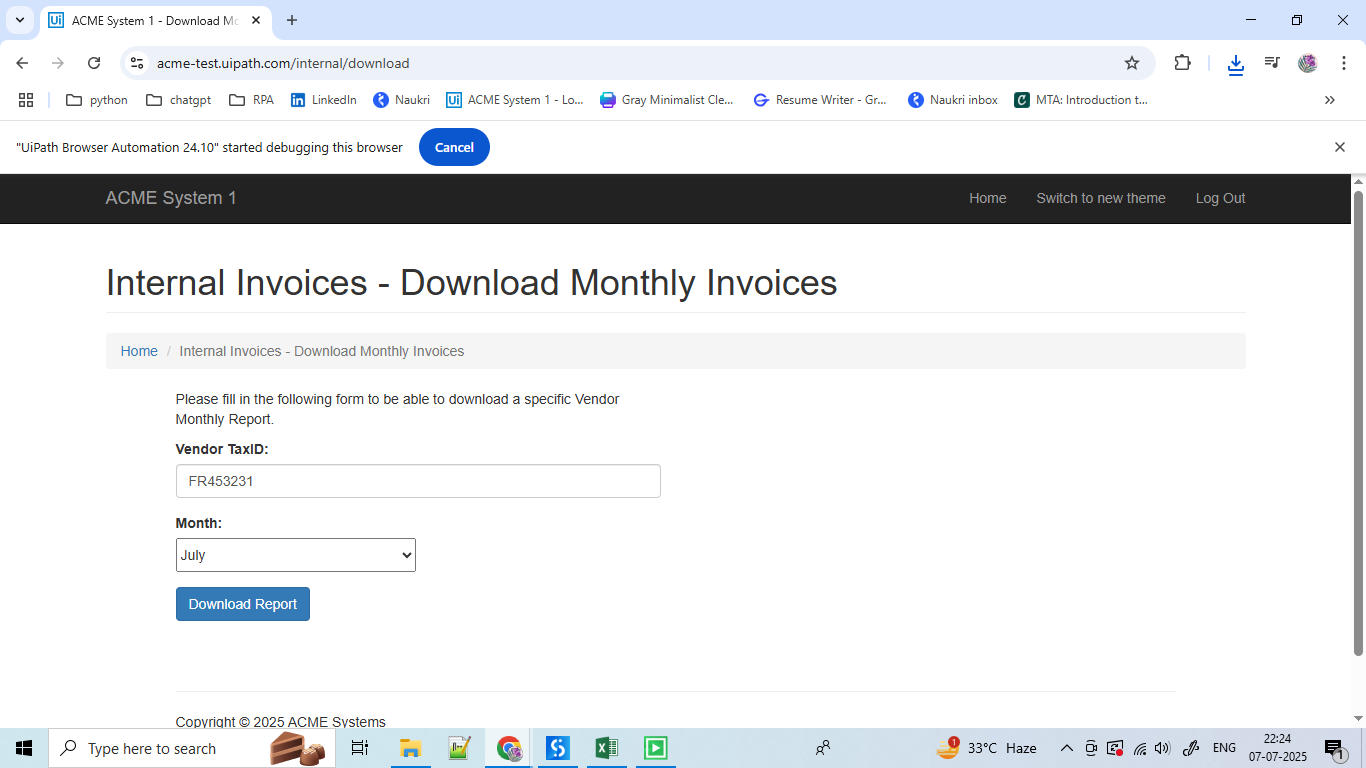 ACME System 1 - Download Mo
acme-test.uipath.com/internal/download
python chatgpt RPA LinkedIn Naukri ACME System 1 - Lo... Gray Minimalist Cle... Resume Writer - Gr... Naukri inbox MTA: Introduction t...
"UiPath Browser Automation 24.10" started debugging this browser Cancel
ACME System 1 Home Switch to new theme Log Out
Internal Invoices - Download Monthly Invoices
Home / Internal Invoices - Download Monthly Invoices
Please fill in the following form to be able to download a specific Vendor
Monthly Report.
Vendor TaxID:
FR453231
Month:
July
Download Report
Copyright © 2025 ACME Systems
Type here to search 1 33°C Haze ENG 22:24
07-07-2025 1